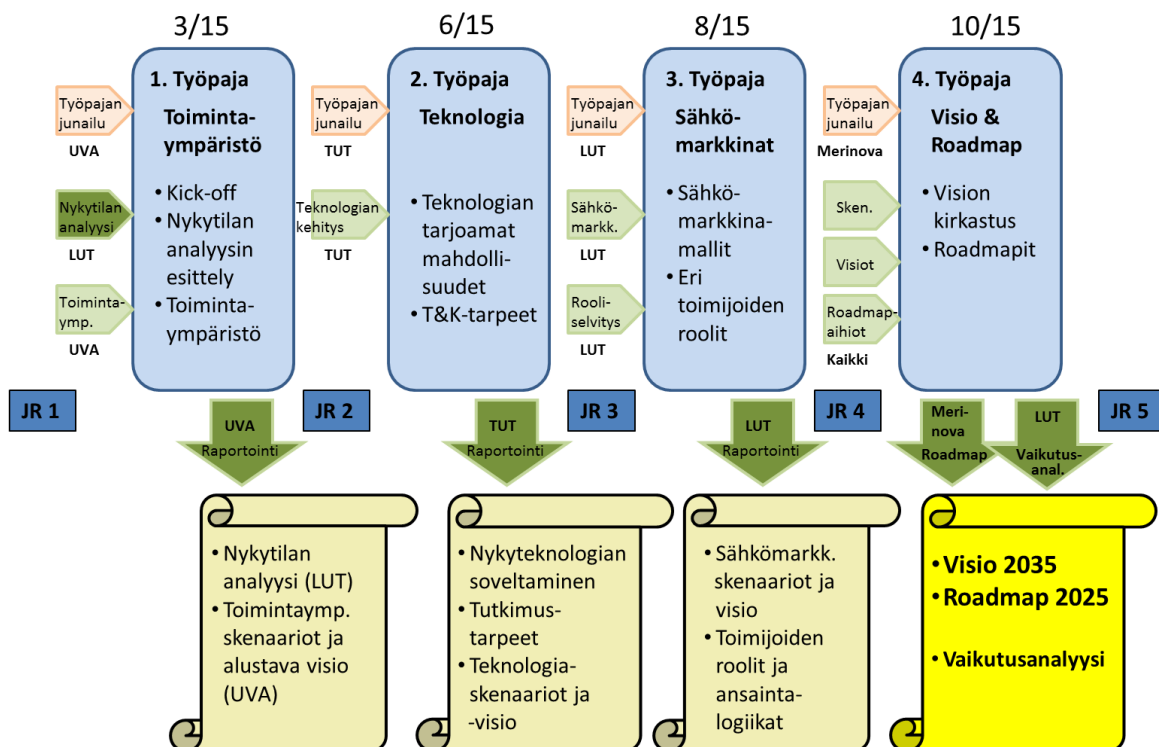 3/15
6/15
8/15
10/15
1. Työpaja
Toiminta-
ympäristö
• Kick-off
• Nykytilan
analyysin
esittely
• Toiminta-
ympäristö
Työpajan
junailu
UVA
Nykytilan
analyysi
LUT
Toiminta-
ymp.
UVA
2. Työpaja
Teknologia
• Teknologian
tarjoamat
mahdolli-
suudet
• T&K-tarpeet
Työpajan
junailu
TUT
Teknologian
kehitys
TUT
3. Työpaja
Sähkö-
markkinat
• Sähkö-
markkina-
mallit
• Eri
toimijoiden
roolit
Työpajan
junailu
LUT
Sähkö-
markk.
LUT
Rooli-
selvitys
LUT
4. Työpaja
Visio &
Roadmap
• Vision
kirkastus
• Roadmapit
Työpajan
junailu
Merinova
Sken.
Visiot
Roadmap-
aihiot
Kaikki
JR 1
JR 2
JR 3
JR 4
JR 5
UVA
Raportointi
TUT
Raportointi
LUT
Raportointi
Meri-
nova
Roadmap
LUT
Vaikutus-
anal.
• Nykytilan
analyysi (LUT)
• Toimintaymp.
skenaariot ja
alustava visio
(UVA)
• Nykyteknologian
soveltaminen
• Tutkimus-
tarpeet
• Teknologia-
skenaariot ja
-visio
• Sähkömarkk.
skenaariot ja
visio
• Toimijoiden
roolit ja
ansainta-
logiikat
• Visio 2035
• Roadmap 2025
• Vaikutusanalyysi